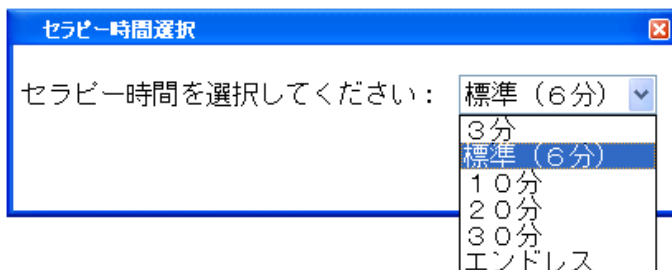 セラピー時間選択
セラピー時間を選択してください： 標準（６分）
３分
標準（６分）
１０分
２０分
３０分
エンドレス